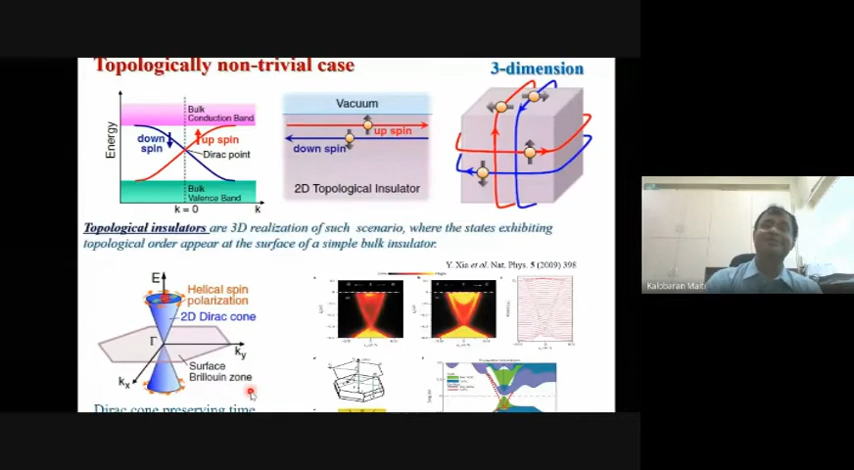 Topologically non-trivial case
3-dimension
Bulk
Conduction Band
down
spin
up spin
Dirac point
Energy
Bulk
Valence Band
k = 0
k
Vacuum
up spin
down spin
2D Topological Insulator
Topological insulators are 3D realization of such scenario, where the states exhibiting
topological order appear at the surface of a simple bulk insulator.
Y. Xia et al. Nat. Phys. 5 (2009) 398
E
Helical spin
polarization
2D Dirac cone
Γ
ky
kx
Surface
Brillouin zone
Dirac cone preserving time
Kalobaran Maiti